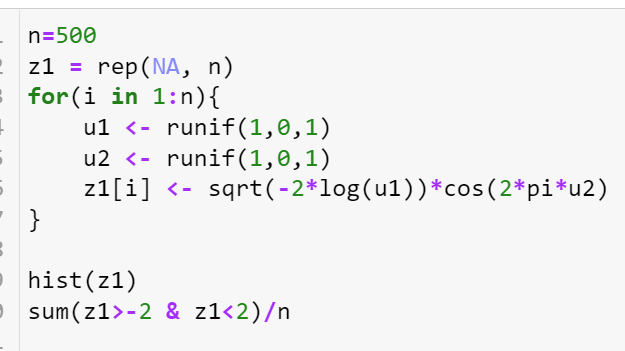 n=500
z1 = rep(NA, n)
for(i in 1:n){
    u1 <- runif(1,0,1)
    u2 <- runif(1,0,1)
    z1[i] <- sqrt(-2*log(u1))*cos(2*pi*u2)
}
hist(z1)
sum(z1>-2 & z1<2)/n